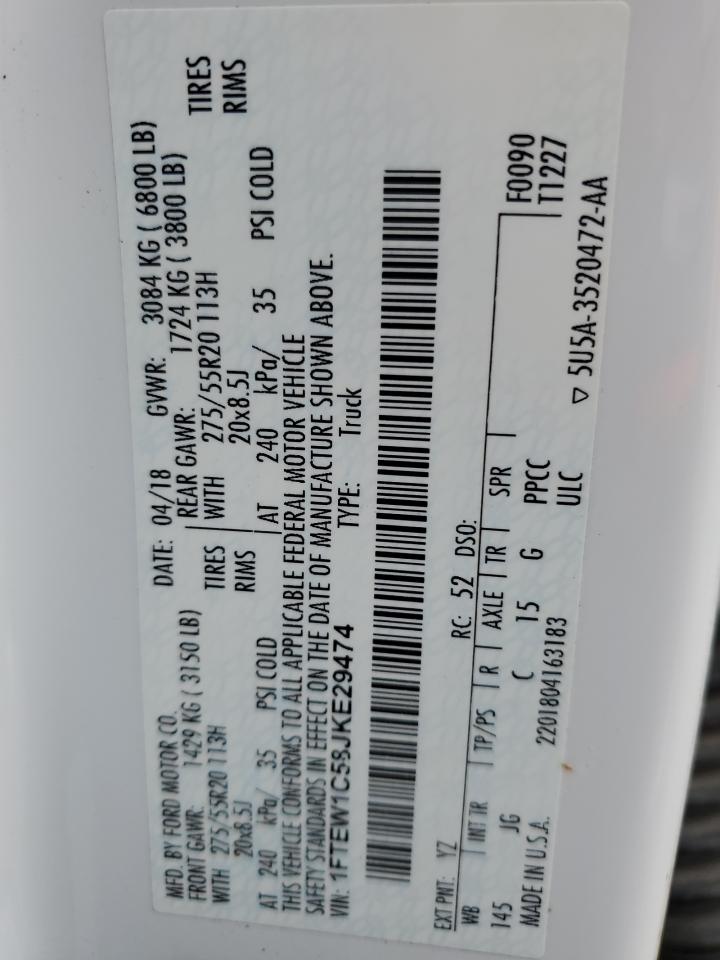 MFD. BY FORD MOTOR CO.
DATE: 04/18 GVWR: 3084 KG ( 6800 LB)
FRONT GAWR: 1429 KG ( 3150 LB) REAR GAWR: 1724 KG ( 3800 LB)
WITH 275/55R20 113H TIRES WITH 275/55R20 113H TIRES
20x8.5J RIMS 20x8.5J RIMS
AT 240 kPa/ 35 PSI COLD AT 240 kPa/ 35 PSI COLD
THIS VEHICLE CONFORMS TO ALL APPLICABLE FEDERAL MOTOR VEHICLE
SAFETY STANDARDS IN EFFECT ON THE DATE OF MANUFACTURE SHOWN ABOVE.
VIN: 1FTEW1C58JKE29474 TYPE: Truck
EXT PNT: YZ RC: 52 DSO: F0090
WB INT TR TP/PS R AXLE TR SPR T1227
145 JG C 15 G PPCC
MADE IN U.S.A. 2201804163183 ULC ▽ 5U5A-3520472-AA